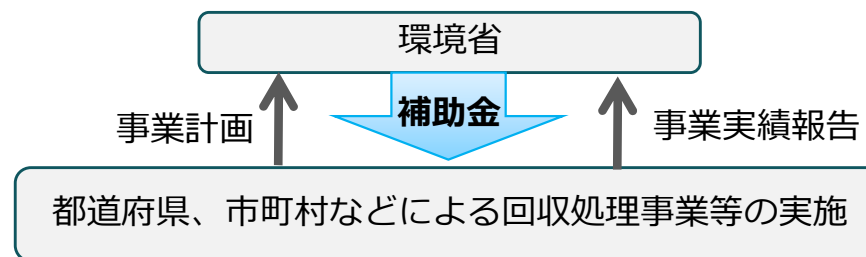 環境省
補助金
事業計画
事業実績報告
都道府県、市町村などによる回収処理事業等の実施